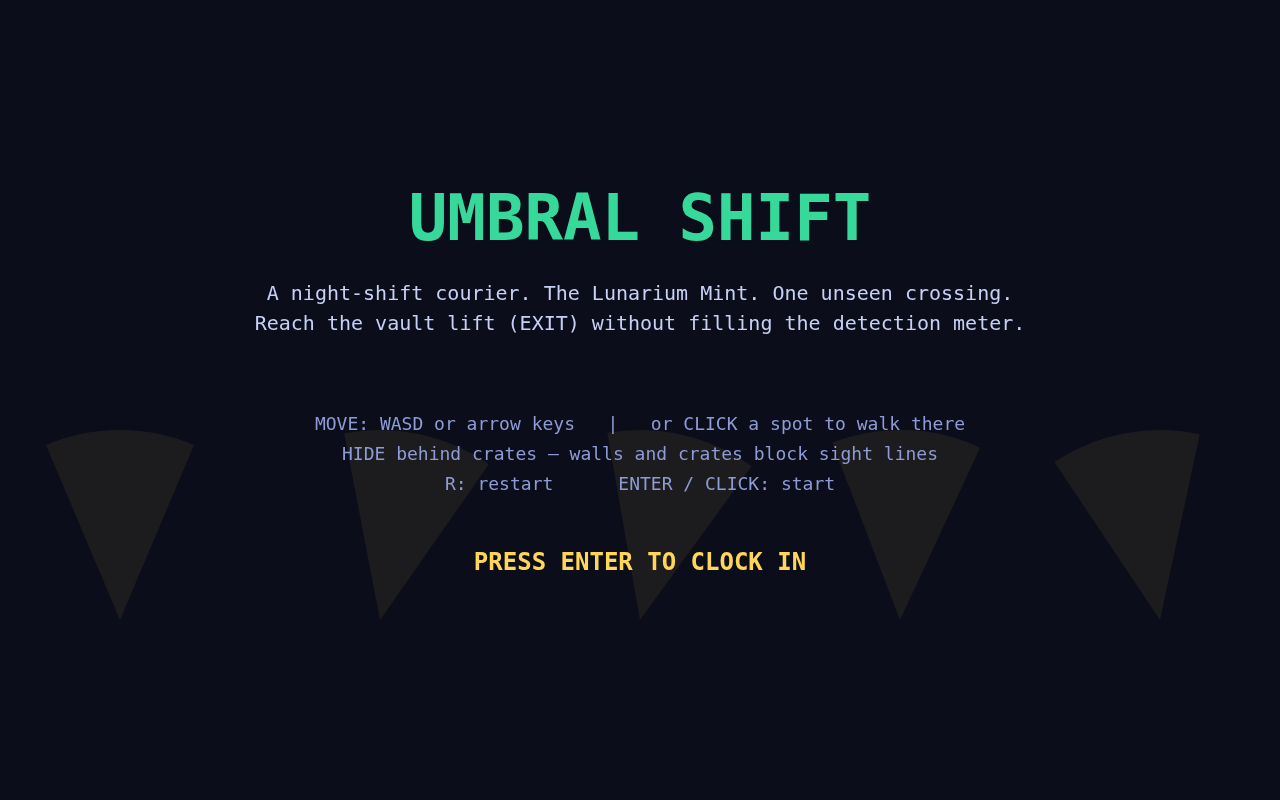 UMBRAL SHIFT
A night-shift courier. The Lunarium Mint. One unseen crossing.
Reach the vault lift (EXIT) without filling the detection meter.
MOVE: WASD or arrow keys   |   or CLICK a spot to walk there
HIDE behind crates — walls and crates block sight lines
R: restart      ENTER / CLICK: start
PRESS ENTER TO CLOCK IN